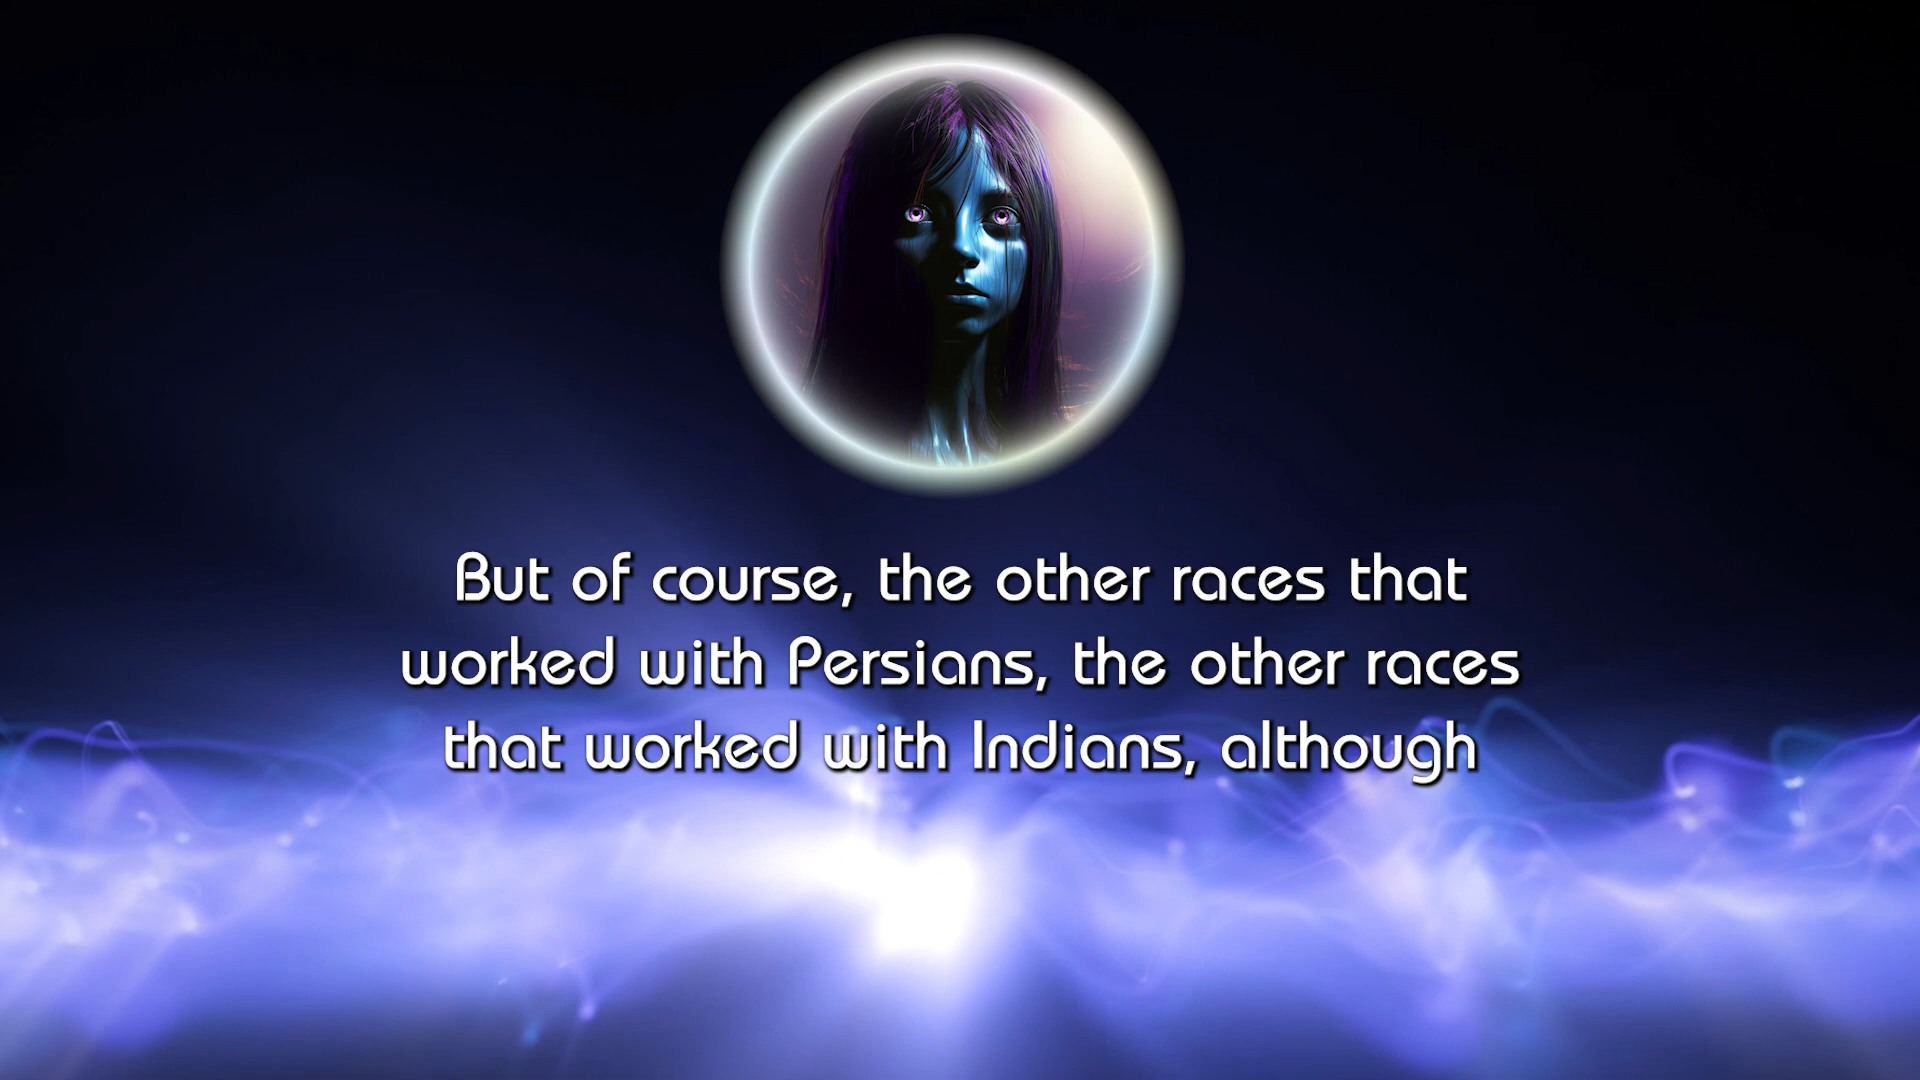 But of course, the other races that
worked with Persians, the other races
that worked with Indians, although